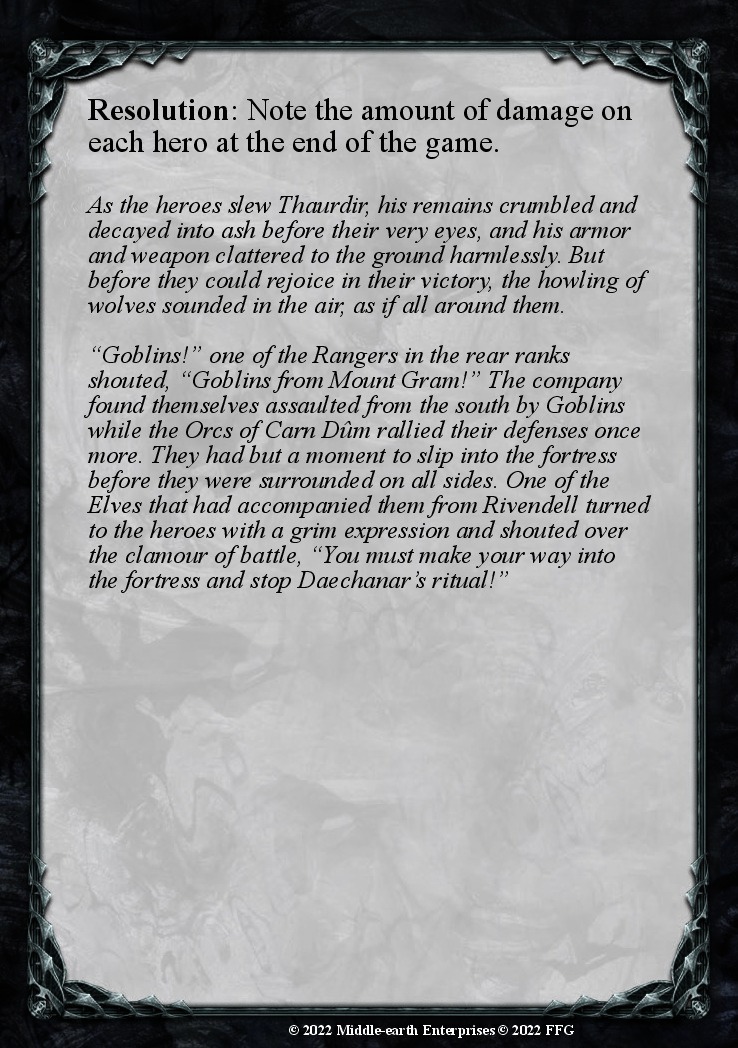 Resolution: Note the amount of damage on
each hero at the end of the game.
As the heroes slew Thaurdir, his remains crumbled and
decayed into ash before their very eyes, and his armor
and weapon clattered to the ground harmlessly. But
before they could rejoice in their victory, the howling of
wolves sounded in the air, as if all around them.
“Goblins!” one of the Rangers in the rear ranks
shouted, “Goblins from Mount Gram!” The company
found themselves assaulted from the south by Goblins
while the Orcs of Carn Dûm rallied their defenses once
more. They had but a moment to slip into the fortress
before they were surrounded on all sides. One of the
Elves that had accompanied them from Rivendell turned
to the heroes with a grim expression and shouted over
the clamour of battle, “You must make your way into
the fortress and stop Daechanar’s ritual!”
© 2022 Middle-earth Enterprises © 2022 FFG